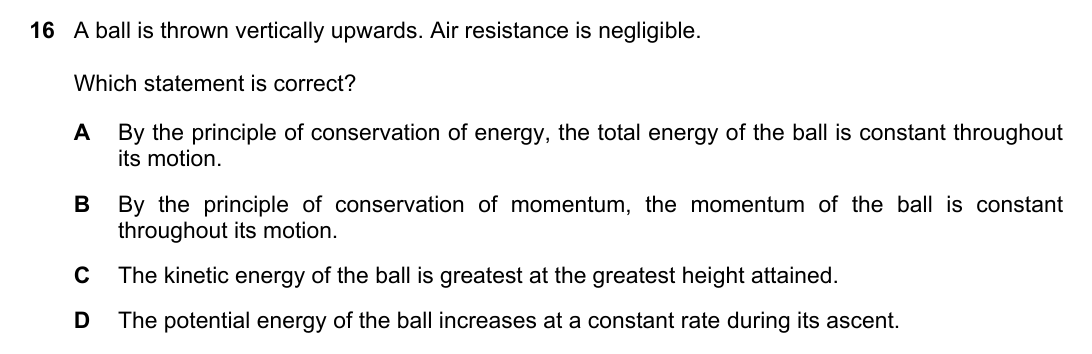 16 A ball is thrown vertically upwards. Air resistance is negligible.
Which statement is correct?
A By the principle of conservation of energy, the total energy of the ball is constant throughout
its motion.
B By the principle of conservation of momentum, the momentum of the ball is constant
throughout its motion.
C The kinetic energy of the ball is greatest at the greatest height attained.
D The potential energy of the ball increases at a constant rate during its ascent.